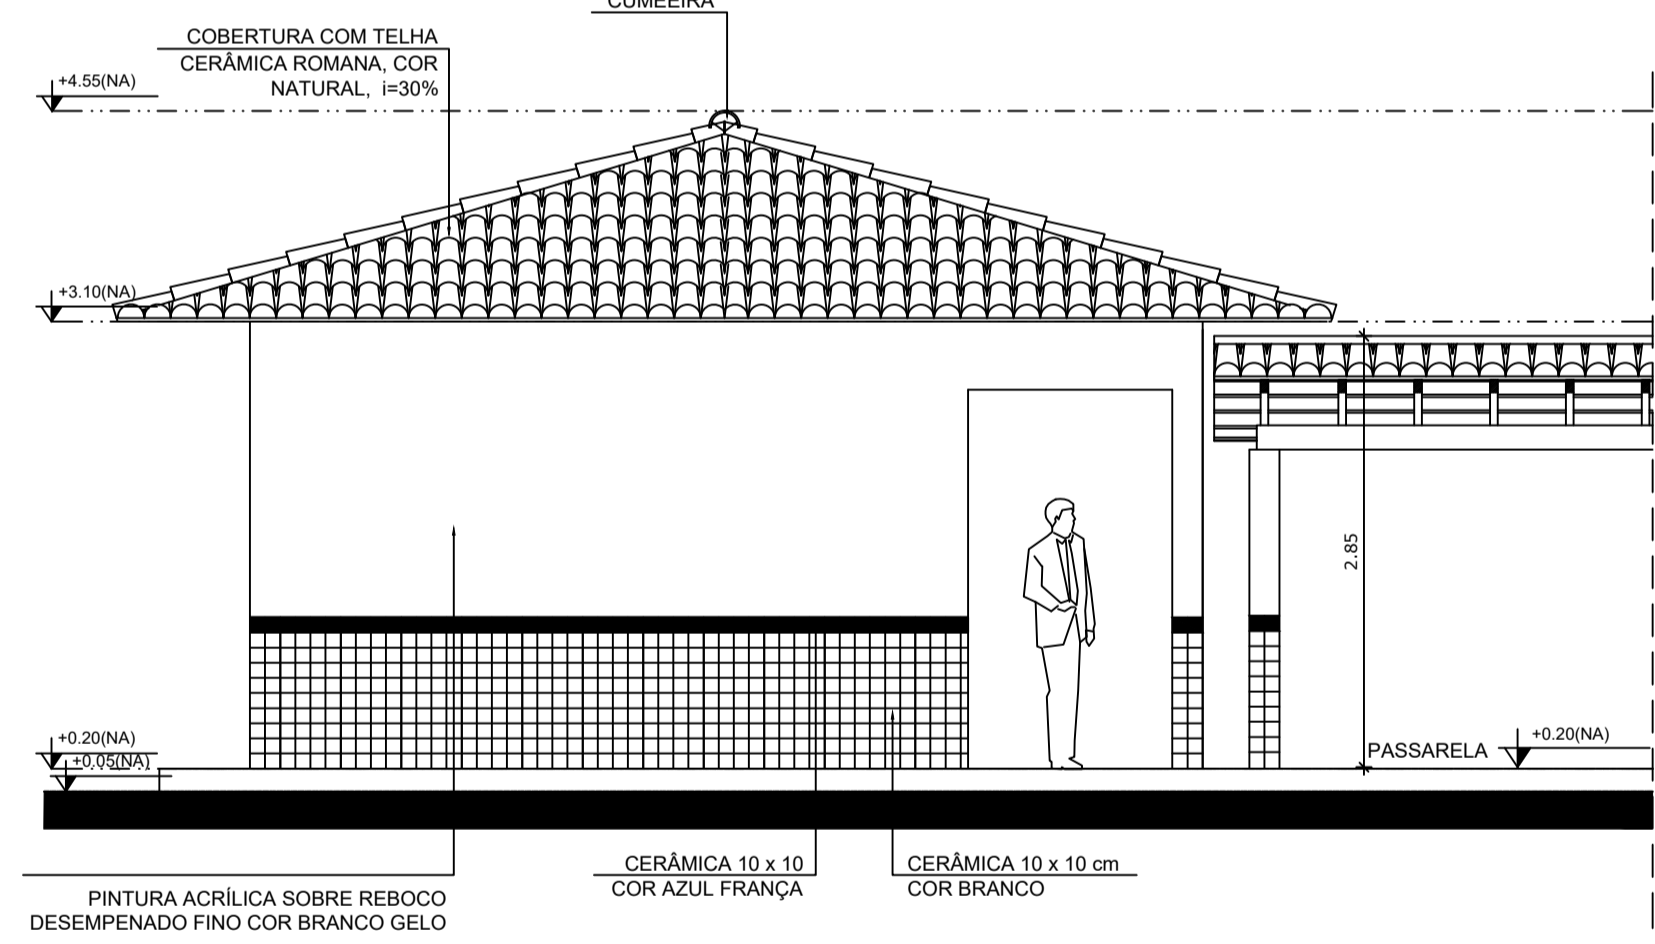 CUMEEIRA
COBERTURA COM TELHA
CERÂMICA ROMANA, COR
NATURAL, i=30%
+4.55(NA)
+3.10(NA)
2.85
+0.20(NA)
+0.05(NA)
PASSARELA
+0.20(NA)
CERÂMICA 10 x 10
COR AZUL FRANÇA
CERÂMICA 10 x 10 cm
COR BRANCO
PINTURA ACRÍLICA SOBRE REBOCO
DESEMPENADO FINO COR BRANCO GELO